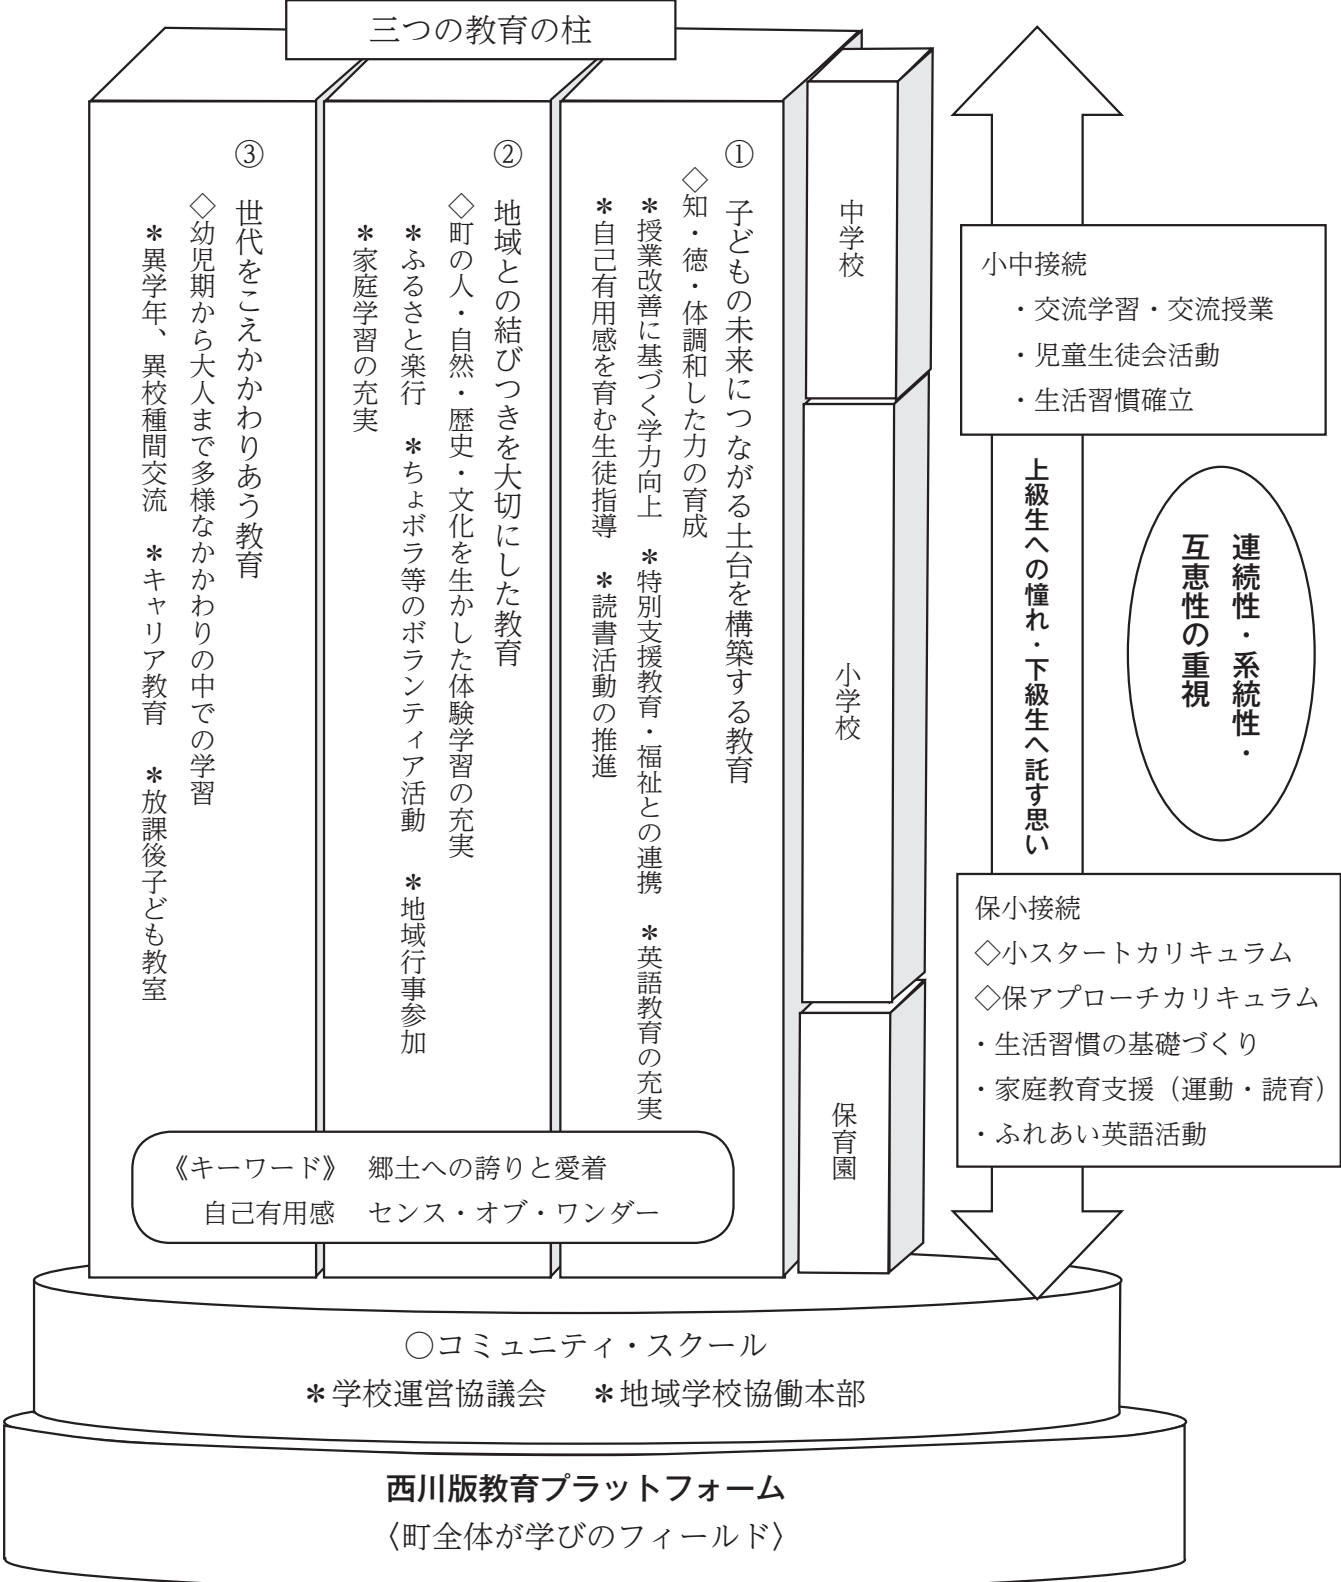 三つの教育の柱
① 子どもの未来につながる土台を構築する教育
◇知・徳・体調和した力の育成
＊授業改善に基づく学力向上 ＊特別支援教育・福祉との連携 ＊英語教育の充実
＊自己有用感を育む生徒指導 ＊読書活動の推進
② 地域との結びつきを大切にした教育
◇町の人・自然・歴史・文化を生かした体験学習の充実
＊ふるさと楽行 ＊ちょボラ等のボランティア活動 ＊地域行事参加
＊家庭学習の充実
③ 世代をこえかかわりあう教育
◇幼児期から大人まで多様なかかわりの中での学習
＊異学年、異校種間交流 ＊キャリア教育 ＊放課後子ども教室
《キーワード》 郷土への誇りと愛着
自己有用感 センス・オブ・ワンダー
中学校
小学校
保育園
小中接続
・交流学習・交流授業
・児童生徒会活動
・生活習慣確立
上級生への憧れ・下級生へ託す思い
連続性・系統性・
互恵性の重視
保小接続
◇小スタートカリキュラム
◇保アプローチカリキュラム
・生活習慣の基礎づくり
・家庭教育支援（運動・読育）
・ふれあい英語活動
○コミュニティ・スクール
＊学校運営協議会 ＊地域学校協働本部
西川版教育プラットフォーム
〈町全体が学びのフィールド〉